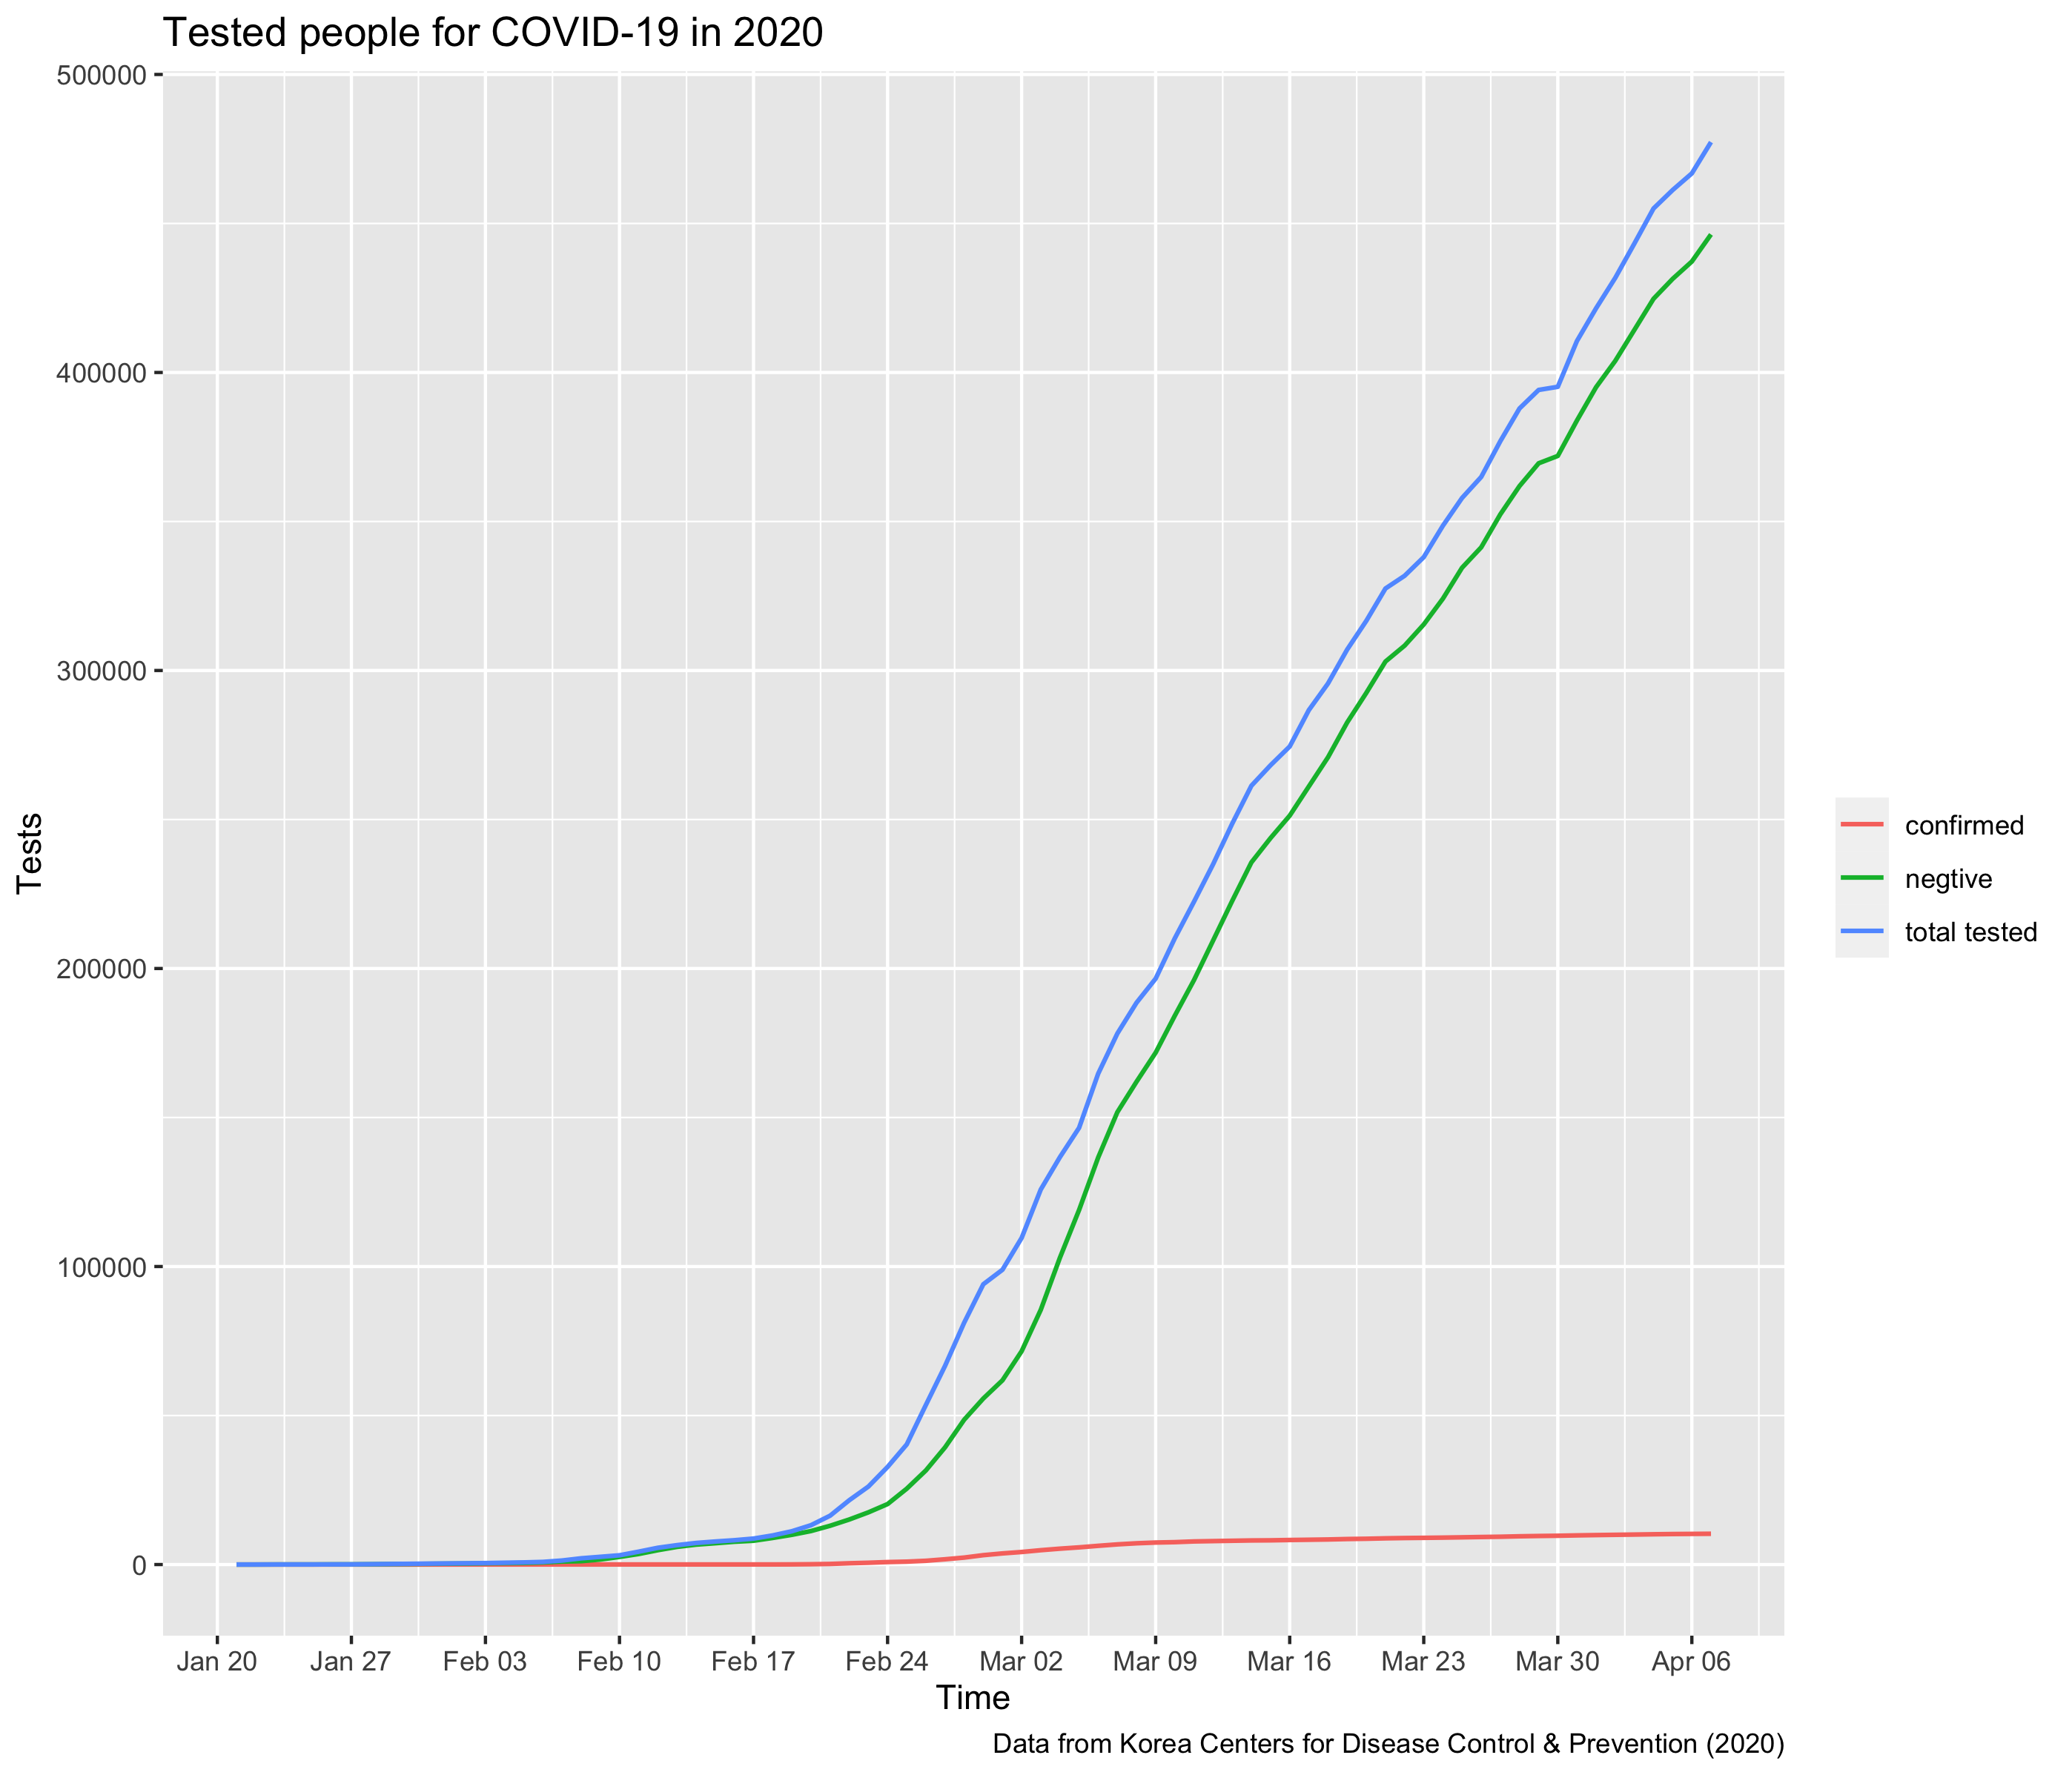 Tested people for COVID-19 in 2020
500000
400000
300000
200000
100000
0
Tests
Jan 20
Jan 27
Feb 03
Feb 10
Feb 17
Feb 24
Mar 02
Mar 09
Mar 16
Mar 23
Mar 30
Apr 06
Time
confirmed
negtive
total tested
Data from Korea Centers for Disease Control & Prevention (2020)